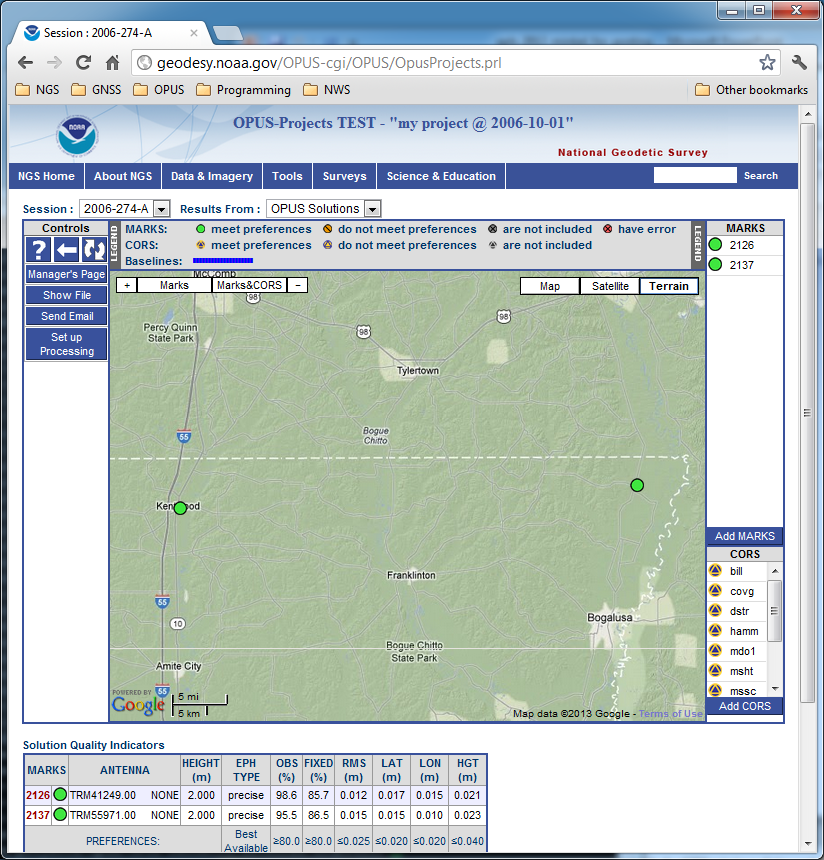 Session : 2006-274-A
geodesy.noaa.gov/OPUS-cgi/OPUS/OpusProjects.prl
NGS GNSS OPUS Programming NWS Other bookmarks
NOAA
OPUS-Projects TEST - "my project @ 2006-10-01"
National Geodetic Survey
NGS Home About NGS Data & Imagery Tools Surveys Science & Education Search
Session : 2006-274-A Results From : OPUS Solutions
Controls
?
Manager's Page
Show File
Send Email
Set up
Processing
LEGEND
MARKS: meet preferences do not meet preferences are not included have error
CORS: meet preferences do not meet preferences are not included
Baselines:
LEGEND
+ Marks Marks&CORS −
Map Satellite Terrain
McComb
98
98
98
Percy Quinn
State Park
Tylertown
Bogue
Chitto
55
Kentwood
Franklinton
55
10
Bogalusa
Bogue Chitto
State Park
Amite City
55
POWERED BY
Google
5 mi
5 km
Map data ©2013 Google - Terms of Use
MARKS
2126
2137
Add MARKS
CORS
bill
covg
dstr
hamm
mdo1
msht
mssc
Add CORS
Solution Quality Indicators
MARKS ANTENNA HEIGHT (m) EPH TYPE OBS (%) FIXED (%) RMS (m) LAT (m) LON (m) HGT (m)
2126 TRM41249.00 NONE 2.000 precise 98.6 85.7 0.012 0.017 0.015 0.021
2137 TRM55971.00 NONE 2.000 precise 95.5 86.5 0.015 0.015 0.010 0.023
PREFERENCES: Best Available ≥80.0 ≥80.0 ≤0.025 ≤0.020 ≤0.020 ≤0.040